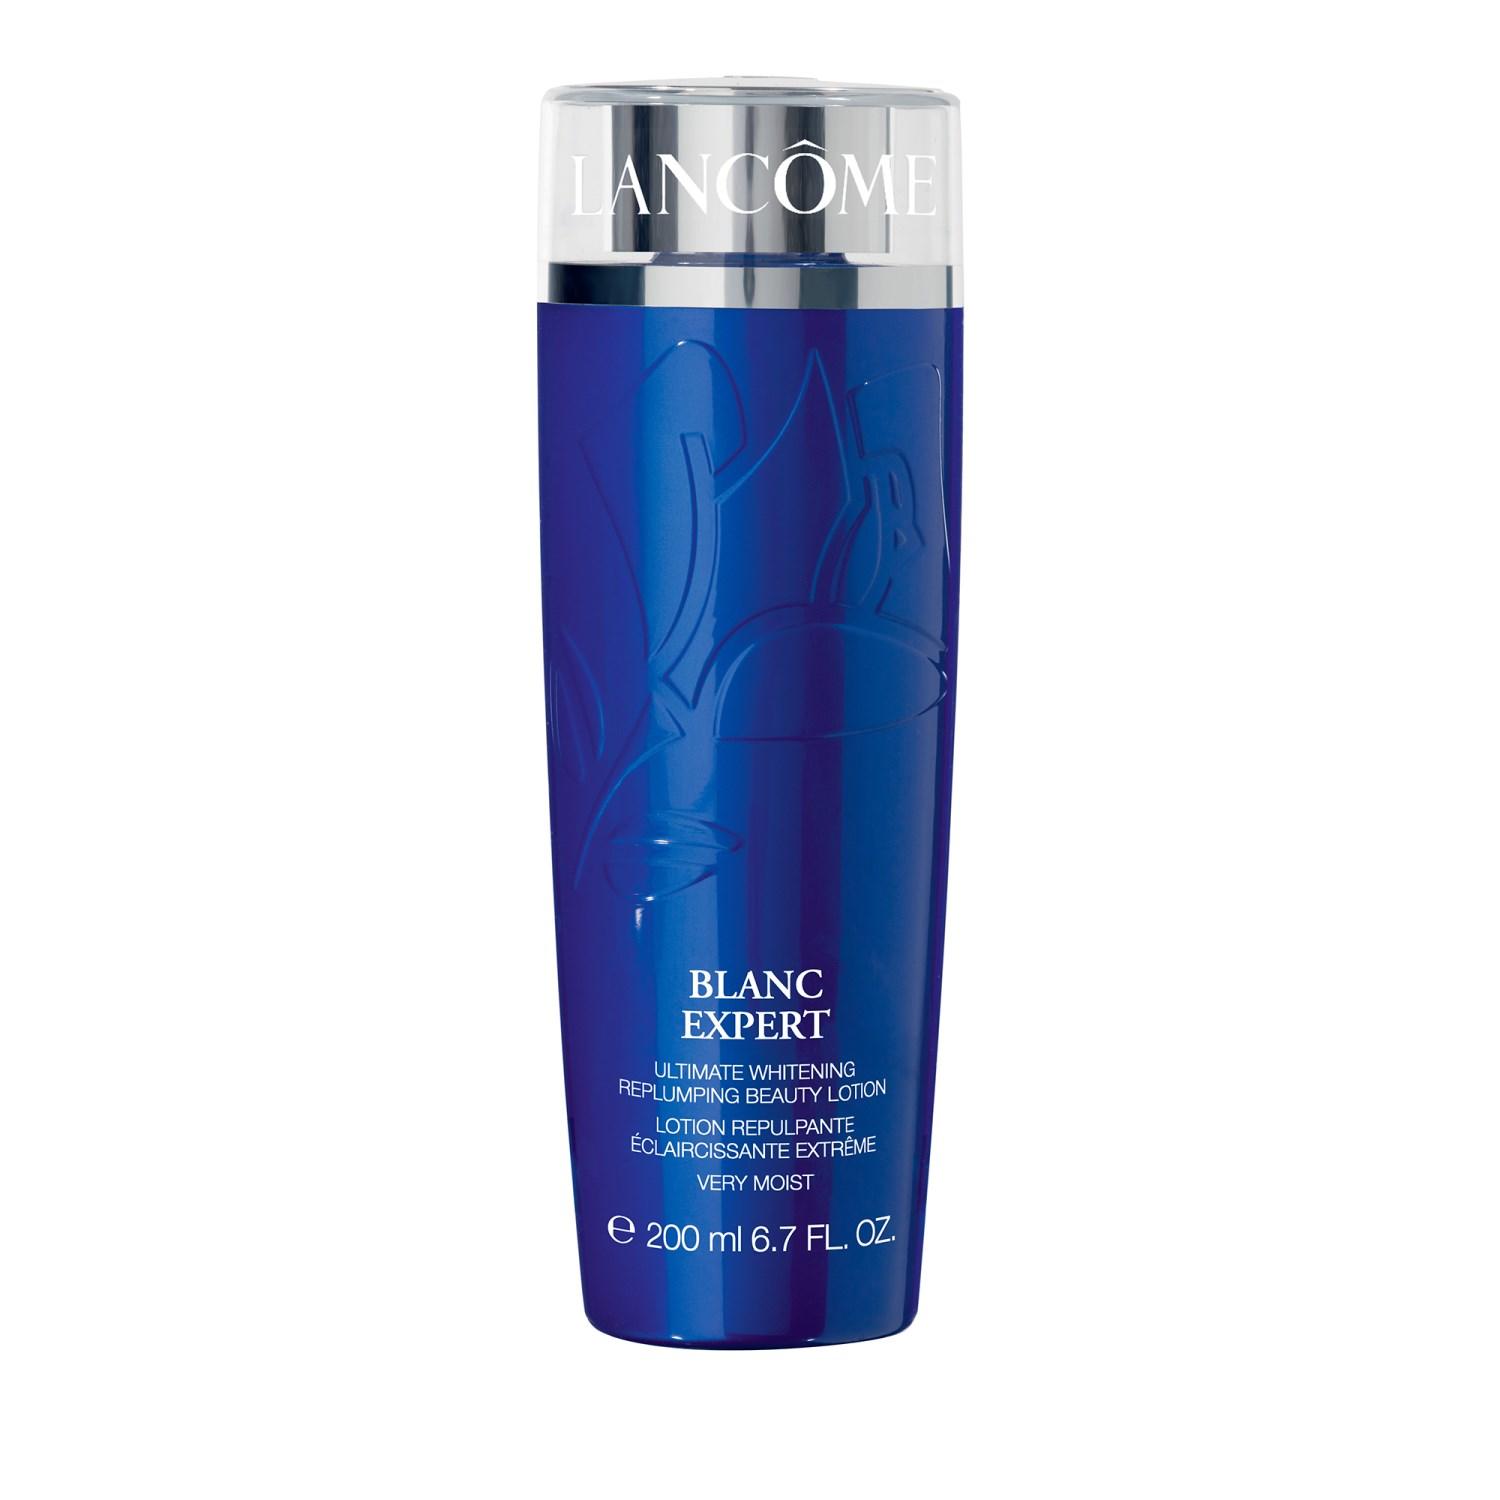 LANCÔME
BLANC
EXPERT
ULTIMATE WHITENING
REPLUMPING BEAUTY LOTION
LOTION REPULPANTE
ÉCLAIRCISSANTE EXTRÊME
VERY MOIST
℮ 200 ml 6.7 FL. OZ.